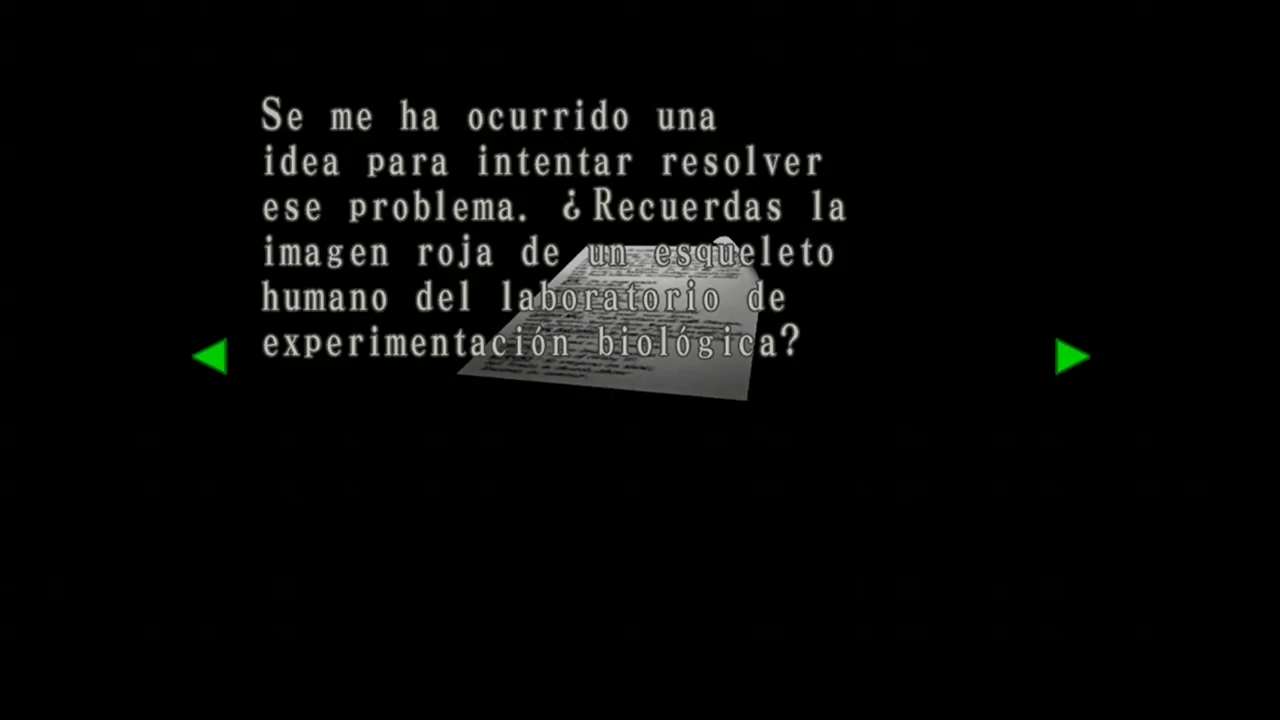 Se me ha ocurrido una
idea para intentar resolver
ese problema. ¿Recuerdas la
imagen roja de un esqueleto
humano del laboratorio de
experimentación biológica?